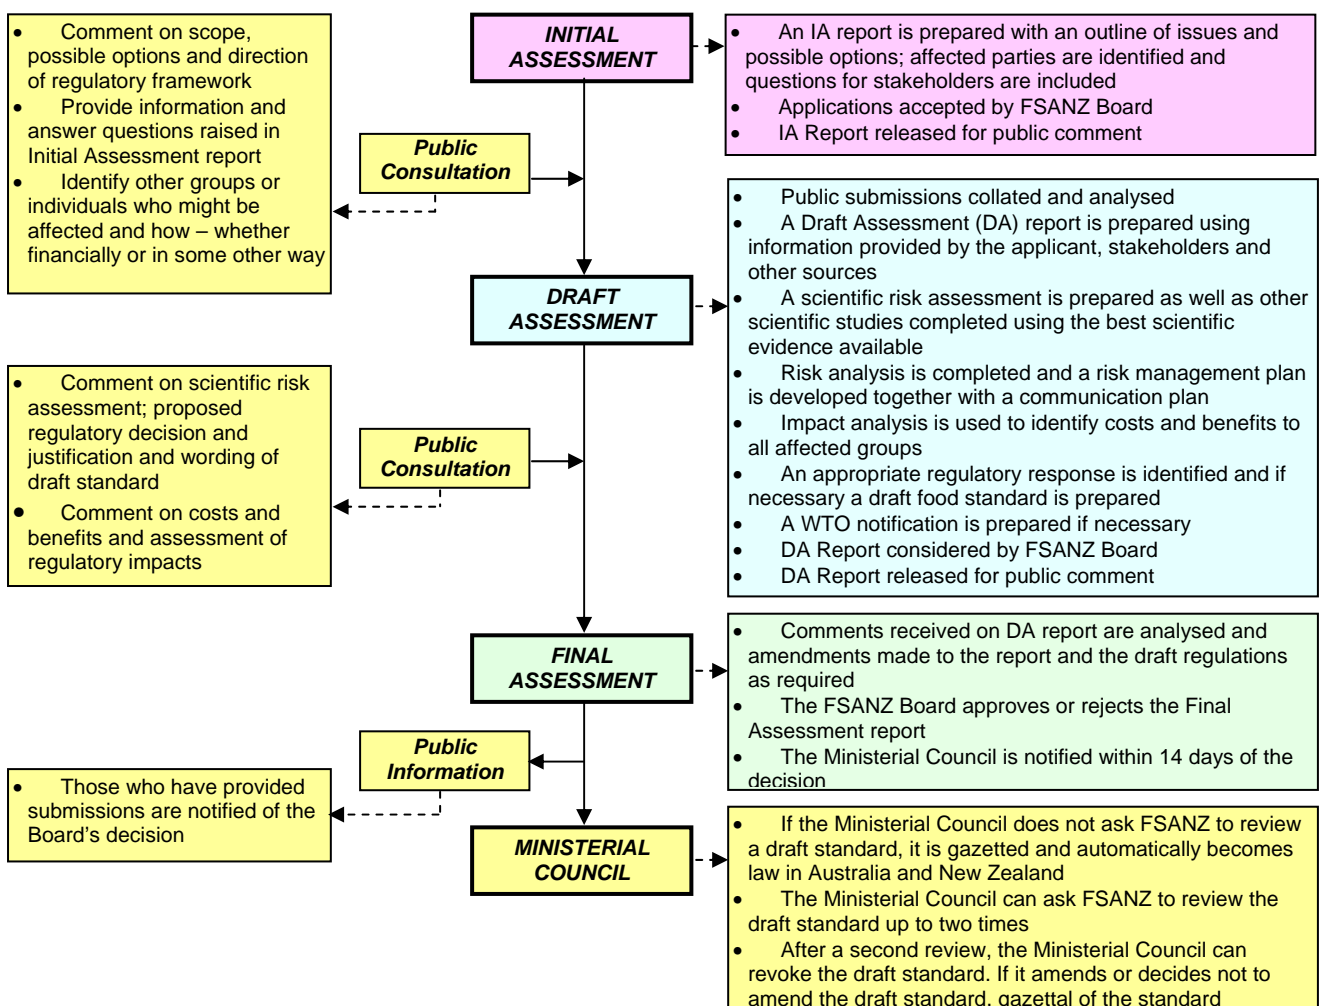 • Comment on scope,
possible options and direction
of regulatory framework
• Provide information and
answer questions raised in
Initial Assessment report
• Identify other groups or
individuals who might be
affected and how – whether
financially or in some other way
INITIAL
ASSESSMENT
• An IA report is prepared with an outline of issues and
possible options; affected parties are identified and
questions for stakeholders are included
• Applications accepted by FSANZ Board
• IA Report released for public comment
Public
Consultation
DRAFT
ASSESSMENT
• Public submissions collated and analysed
• A Draft Assessment (DA) report is prepared using
information provided by the applicant, stakeholders and
other sources
• A scientific risk assessment is prepared as well as other
scientific studies completed using the best scientific
evidence available
• Risk analysis is completed and a risk management plan
is developed together with a communication plan
• Impact analysis is used to identify costs and benefits to
all affected groups
• An appropriate regulatory response is identified and if
necessary a draft food standard is prepared
• A WTO notification is prepared if necessary
• DA Report considered by FSANZ Board
• DA Report released for public comment
• Comment on scientific risk
assessment; proposed
regulatory decision and
justification and wording of
draft standard
• Comment on costs and
benefits and assessment of
regulatory impacts
Public
Consultation
FINAL
ASSESSMENT
• Comments received on DA report are analysed and
amendments made to the report and the draft regulations
as required
• The FSANZ Board approves or rejects the Final
Assessment report
• The Ministerial Council is notified within 14 days of the
decision
Public
Information
• Those who have provided
submissions are notified of the
Board's decision
MINISTERIAL
COUNCIL
• If the Ministerial Council does not ask FSANZ to review
a draft standard, it is gazetted and automatically becomes
law in Australia and New Zealand
• The Ministerial Council can ask FSANZ to review the
draft standard up to two times
• After a second review, the Ministerial Council can
revoke the draft standard. If it amends or decides not to
amend the draft standard, gazettal of the standard